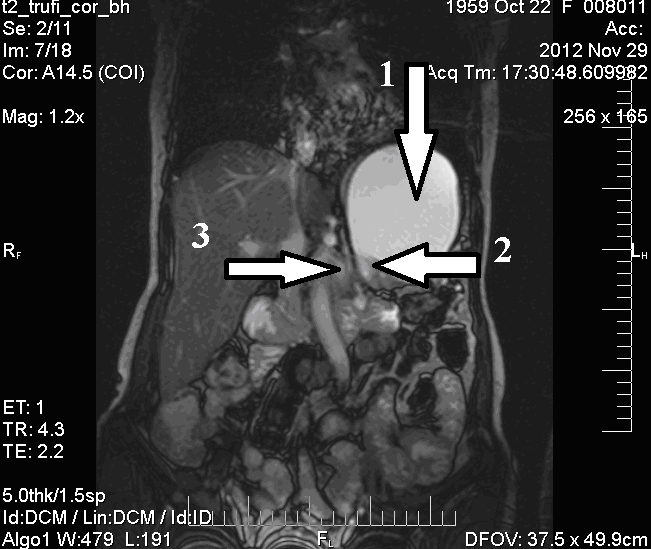 t2_trufi_cor_bh
1959 Oct 22 F 008011
Se: 2/11
Acc:
Im: 7/18
2012 Nov 29
Cor: A14.5 (COI)
Acq Tm: 17:30:48.609982
Mag: 1.2x
256 x 165
1
2
3
R F
L H
ET: 1
TR: 4.3
TE: 2.2
5.0thk/1.5sp
Id:DCM / Lin:DCM / Id:ID
Algo1 W:479 L:191
F L
DFOV: 37.5 x 49.9cm